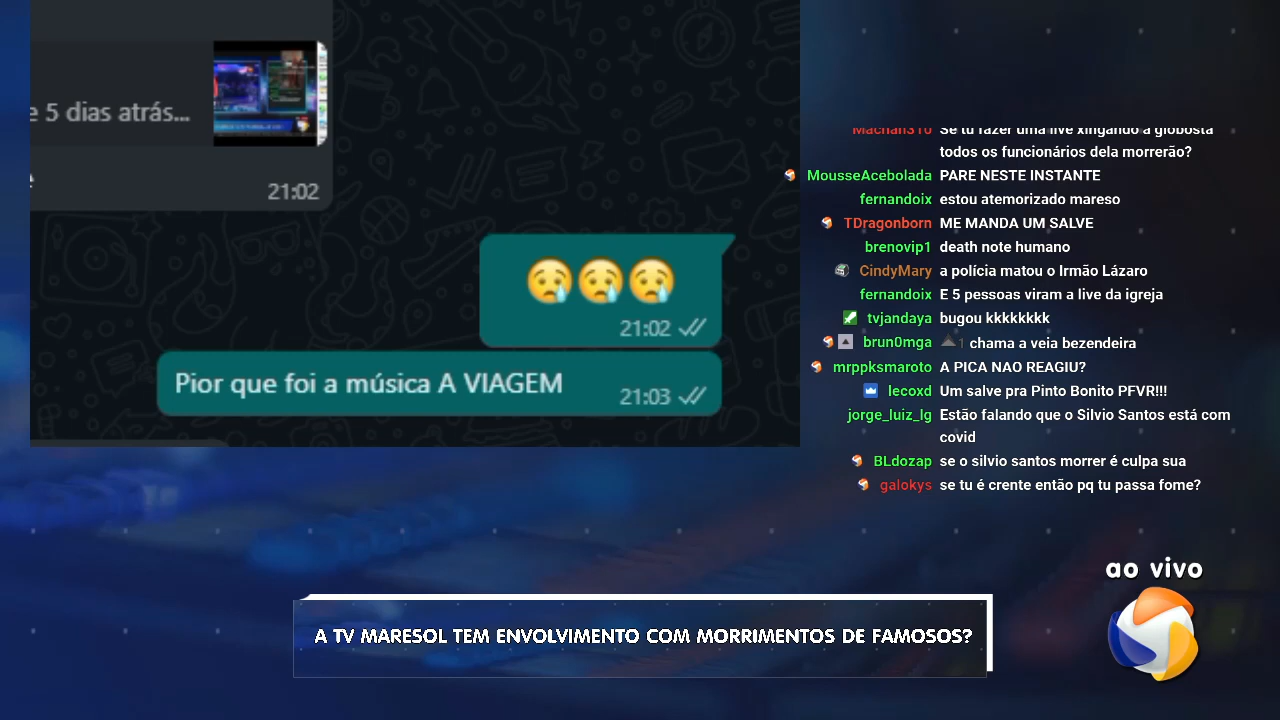 e 5 dias atrás...
21:02
21:02
Pior que foi a música A VIAGEM
21:03
Machan310 Se tu fazer uma live xingando a globosta
todos os funcionários dela morrerão?
MousseAcebolada PARE NESTE INSTANTE
fernandoix estou atemorizado mareso
TDragonborn ME MANDA UM SALVE
brenovip1 death note humano
CindyMary a polícia matou o Irmão Lázaro
fernandoix E 5 pessoas viram a live da igreja
tvjandaya bugou kkkkkkkk
brun0mga 1 chama a veia bezendeira
mrppksmaroto A PICA NAO REAGIU?
lecoxd Um salve pra Pinto Bonito PFVR!!!
jorge_luiz_lg Estão falando que o Silvio Santos está com
covid
BLdozap se o silvio santos morrer é culpa sua
galokys se tu é crente então pq tu passa fome?
ao vivo
A TV MARESOL TEM ENVOLVIMENTO COM MORRIMENTOS DE FAMOSOS?